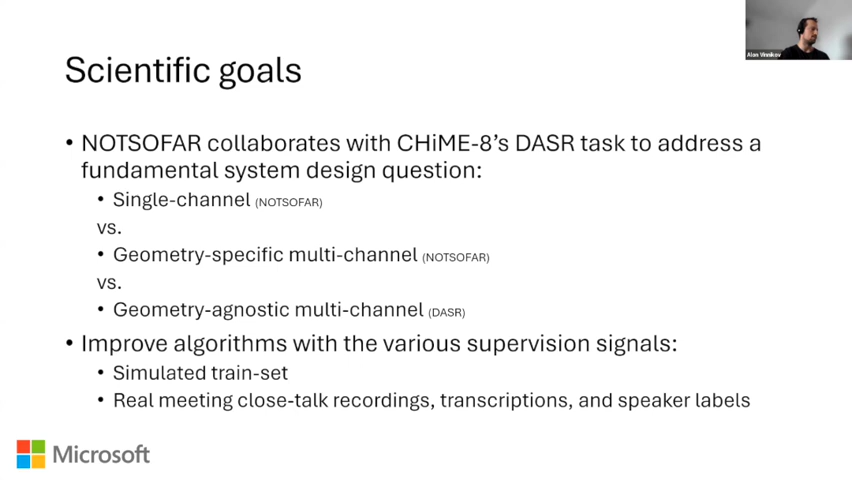 Alon Vinnikov
Scientific goals
• NOTSOFAR collaborates with CHiME-8's DASR task to address a
fundamental system design question:
• Single-channel (NOTSOFAR)
vs.
• Geometry-specific multi-channel (NOTSOFAR)
vs.
• Geometry-agnostic multi-channel (DASR)
• Improve algorithms with the various supervision signals:
• Simulated train-set
• Real meeting close-talk recordings, transcriptions, and speaker labels
Microsoft